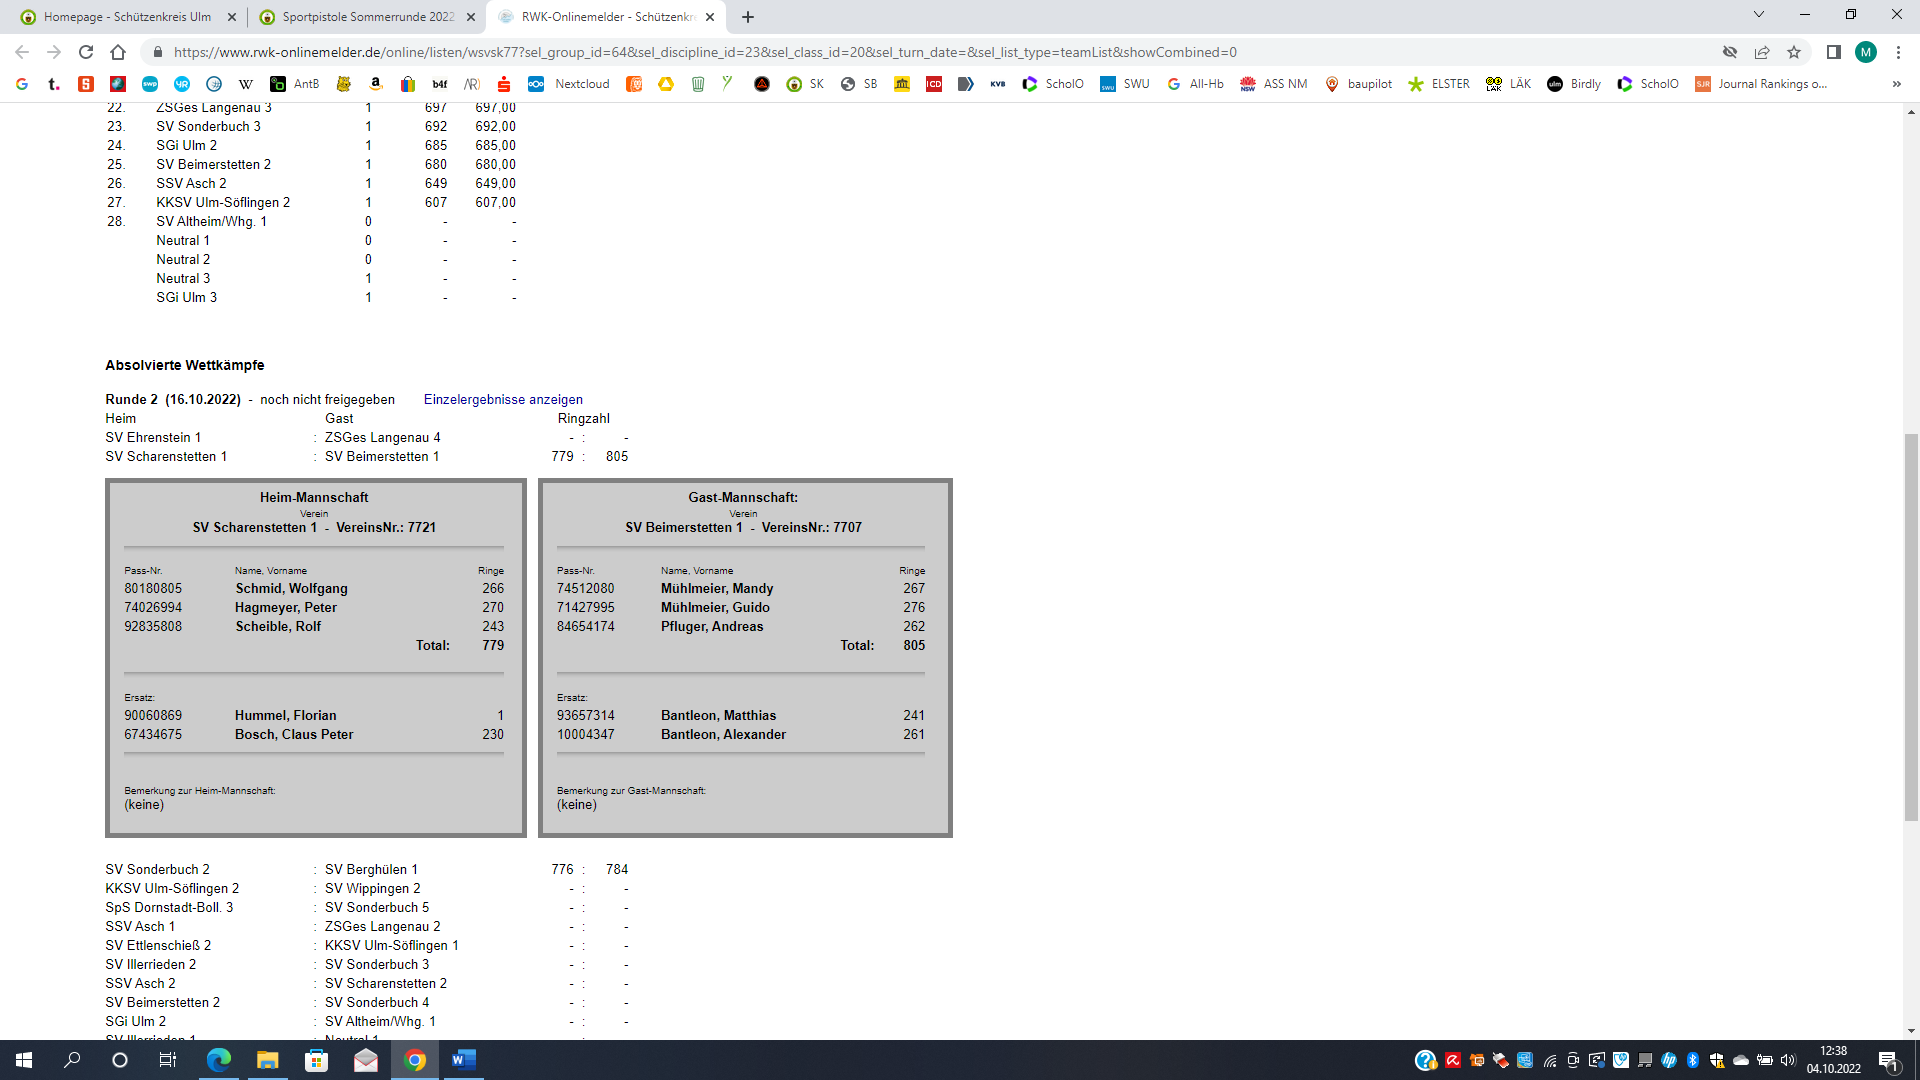 Homepage - Schützenkreis Ulm
Sportpistole Sommerrunde 2022
RWK-Onlinemelder - Schützenkr
https://www.rwk-onlinemelder.de/online/listen/wsvsk77?sel_group_id=64&sel_discipline_id=23&sel_class_id=20&sel_turn_date=&sel_list_type=teamList&showCombined=0
M
AntB b4f Nextcloud SK SB ICD KVB ScholO SWU All-Hb ASS NM baupilot ELSTER LÄK Birdly ScholO Journal Rankings o... »
22. ZSGes Langenau 3 1 697 697,00
23. SV Sonderbuch 3 1 692 692,00
24. SGi Ulm 2 1 685 685,00
25. SV Beimerstetten 2 1 680 680,00
26. SSV Asch 2 1 649 649,00
27. KKSV Ulm-Söflingen 2 1 607 607,00
28. SV Altheim/Whg. 1 0 - -
Neutral 1 0 - -
Neutral 2 0 - -
Neutral 3 1 - -
SGi Ulm 3 1 - -
Absolvierte Wettkämpfe
Runde 2 (16.10.2022) - noch nicht freigegeben Einzelergebnisse anzeigen
Heim Gast Ringzahl
SV Ehrenstein 1 : ZSGes Langenau 4 - : -
SV Scharenstetten 1 : SV Beimerstetten 1 779 : 805
Heim-Mannschaft
Verein
SV Scharenstetten 1 - VereinsNr.: 7721
Pass-Nr. Name, Vorname Ringe
80180805 Schmid, Wolfgang 266
74026994 Hagmeyer, Peter 270
92835808 Scheible, Rolf 243
Total: 779
Ersatz:
90060869 Hummel, Florian 1
67434675 Bosch, Claus Peter 230
Bemerkung zur Heim-Mannschaft:
(keine)
Gast-Mannschaft:
Verein
SV Beimerstetten 1 - VereinsNr.: 7707
Pass-Nr. Name, Vorname Ringe
74512080 Mühlmeier, Mandy 267
71427995 Mühlmeier, Guido 276
84654174 Pfluger, Andreas 262
Total: 805
Ersatz:
93657314 Bantleon, Matthias 241
10004347 Bantleon, Alexander 261
Bemerkung zur Gast-Mannschaft:
(keine)
SV Sonderbuch 2 : SV Berghülen 1 776 : 784
KKSV Ulm-Söflingen 2 : SV Wippingen 2 - : -
SpS Dornstadt-Boll. 3 : SV Sonderbuch 5 - : -
SSV Asch 1 : ZSGes Langenau 2 - : -
SV Ettlenschieß 2 : KKSV Ulm-Söflingen 1 - : -
SV Illerrieden 2 : SV Sonderbuch 3 - : -
SSV Asch 2 : SV Scharenstetten 2 - : -
SV Beimerstetten 2 : SV Sonderbuch 4 - : -
SGi Ulm 2 : SV Altheim/Whg. 1 - : -
SV Illerrieden 1 : Neutral 1
12:38
04.10.2022
1